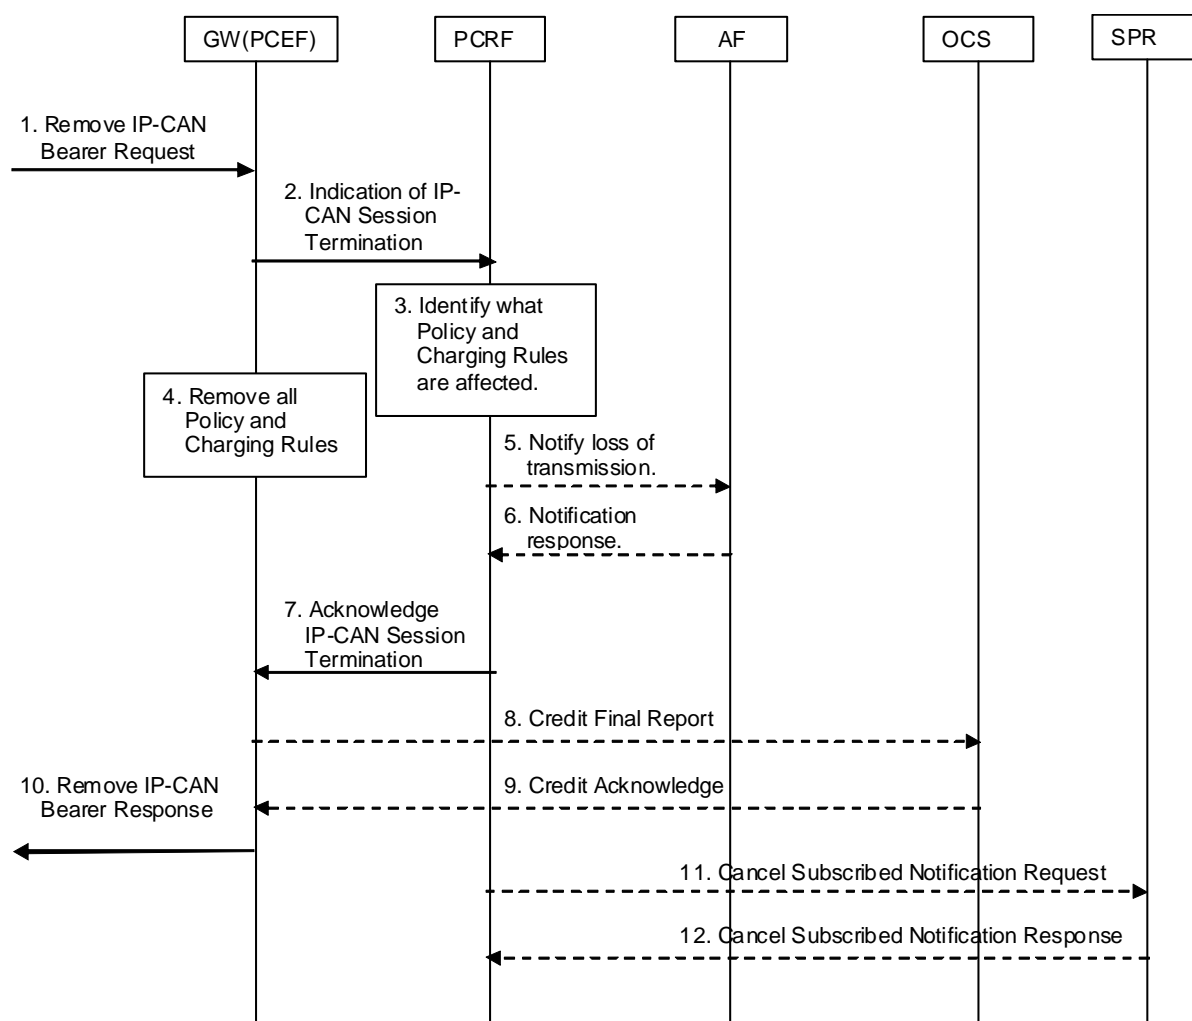 GW(PCEF)
PCRF
AF
OCS
SPR
1. Remove IP-CAN
Bearer Request
2. Indication of IP-
CAN Session
Termination
3. Identify what
Policy and
Charging Rules
are affected.
4. Remove all
Policy and
Charging Rules
5. Notify loss of
transmission.
6. Notification
response.
7. Acknowledge
IP-CAN Session
Termination
8. Credit Final Report
9. Credit Acknowledge
10. Remove IP-CAN
Bearer Response
11. Cancel Subscribed Notification Request
12. Cancel Subscribed Notification Response